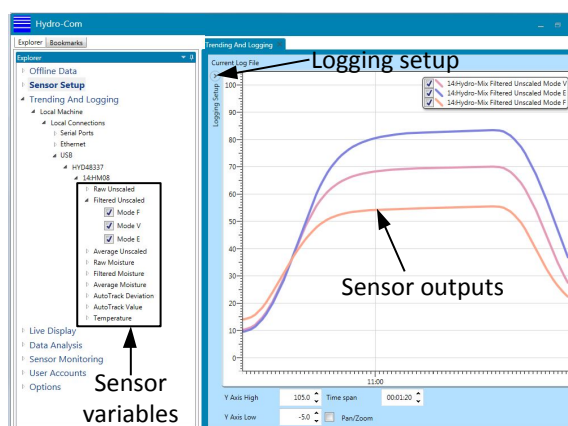 Hydro-Com
Explorer Bookmarks
Explorer
Offline Data
Sensor Setup
Trending And Logging
Local Machine
Local Connections
Serial Ports
Ethernet
USB
HYD48337
14:HM08
Raw Unscaled
Filtered Unscaled
Mode F
Mode V
Mode E
Average Unscaled
Raw Moisture
Filtered Moisture
Average Moisture
AutoTrack Deviation
AutoTrack Value
Temperature
Live Display
Data Analysis
Sensor Monitoring
User Accounts
Options
Sensor
variables
Trending And Logging
Current Log File
Logging setup
Logging Setup
14:Hydro-Mix Filtered Unscaled Mode V
14:Hydro-Mix Filtered Unscaled Mode E
14:Hydro-Mix Filtered Unscaled Mode F
100
90
80
70
60
50
40
30
20
10
0
Sensor outputs
11:00
Y Axis High 105.0 Time span 00:01:20
Y Axis Low -5.0 Pan/Zoom